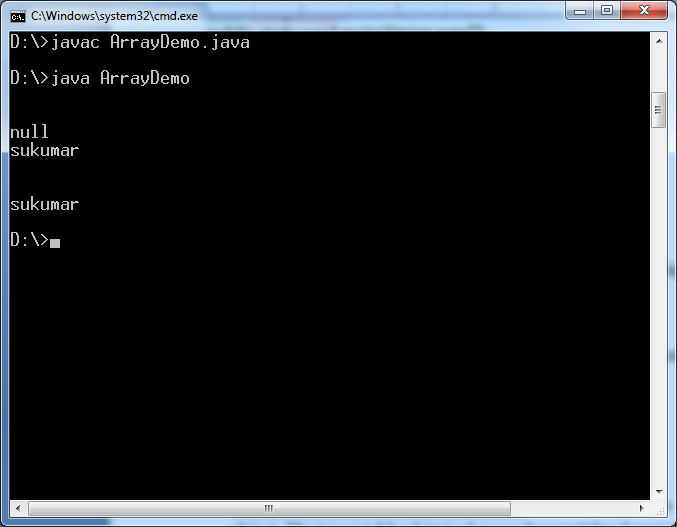 C:\Windows\system32\cmd.exe
D:\>javac ArrayDemo.java
D:\>java ArrayDemo
null
sukumar
sukumar
D:\>